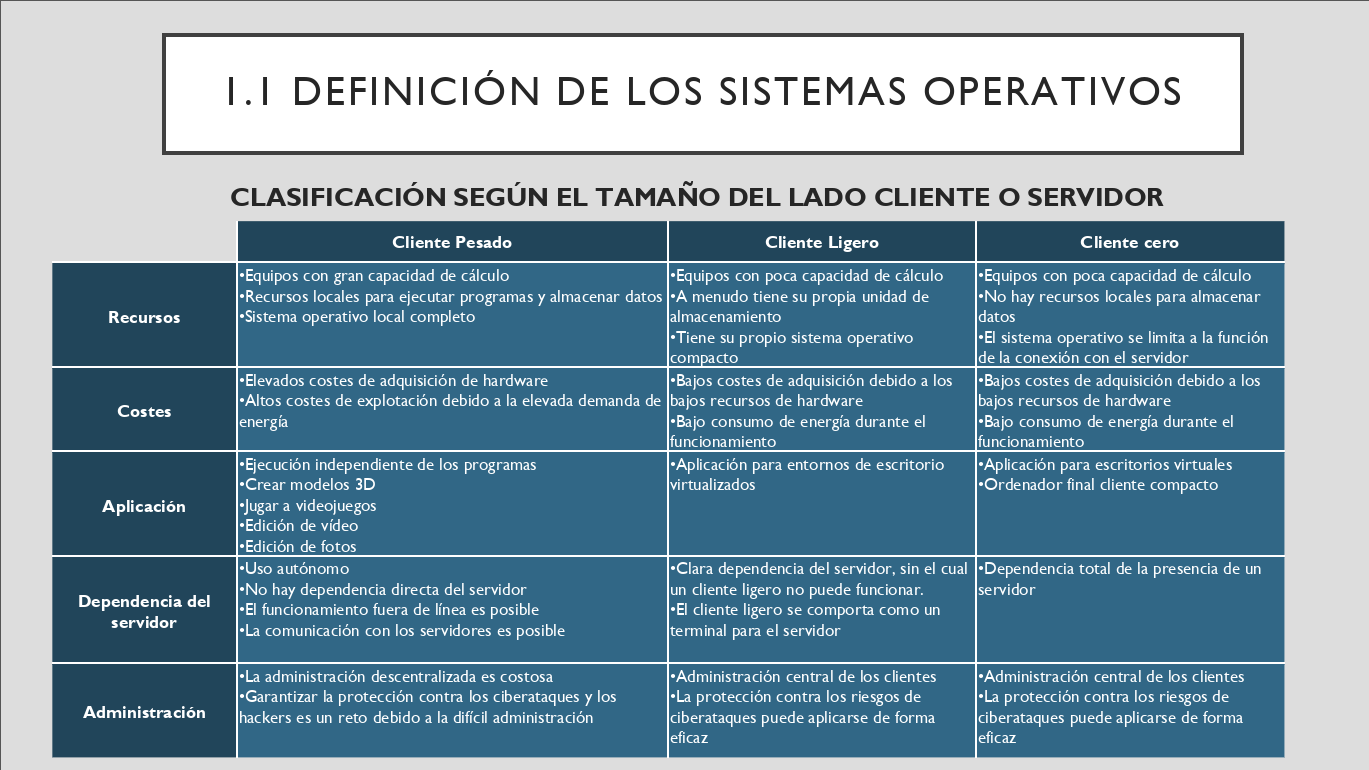 1.1 DEFINICIÓN DE LOS SISTEMAS OPERATIVOS
CLASIFICACIÓN SEGÚN EL TAMAÑO DEL LADO CLIENTE O SERVIDOR
Cliente Pesado
Cliente Ligero
Cliente cero
Recursos
•Equipos con gran capacidad de cálculo
•Recursos locales para ejecutar programas y almacenar datos
•Sistema operativo local completo
•Equipos con poca capacidad de cálculo
•A menudo tiene su propia unidad de
almacenamiento
•Tiene su propio sistema operativo
compacto
•Equipos con poca capacidad de cálculo
•No hay recursos locales para almacenar
datos
•El sistema operativo se limita a la función
de la conexión con el servidor
Costes
•Elevados costes de adquisición de hardware
•Altos costes de explotación debido a la elevada demanda de
energía
•Bajos costes de adquisición debido a los
bajos recursos de hardware
•Bajo consumo de energía durante el
funcionamiento
•Bajos costes de adquisición debido a los
bajos recursos de hardware
•Bajo consumo de energía durante el
funcionamiento
Aplicación
•Ejecución independiente de los programas
•Crear modelos 3D
•Jugar a videojuegos
•Edición de vídeo
•Edición de fotos
•Aplicación para entornos de escritorio
virtualizados
•Aplicación para escritorios virtuales
•Ordenador final cliente compacto
Dependencia del
servidor
•Uso autónomo
•No hay dependencia directa del servidor
•El funcionamiento fuera de línea es posible
•La comunicación con los servidores es posible
•Clara dependencia del servidor, sin el cual
un cliente ligero no puede funcionar.
•El cliente ligero se comporta como un
terminal para el servidor
•Dependencia total de la presencia de un
servidor
Administración
•La administración descentralizada es costosa
•Garantizar la protección contra los ciberataques y los
hackers es un reto debido a la difícil administración
•Administración central de los clientes
•La protección contra los riesgos de
ciberataques puede aplicarse de forma
eficaz
•Administración central de los clientes
•La protección contra los riesgos de
ciberataques puede aplicarse de forma
eficaz